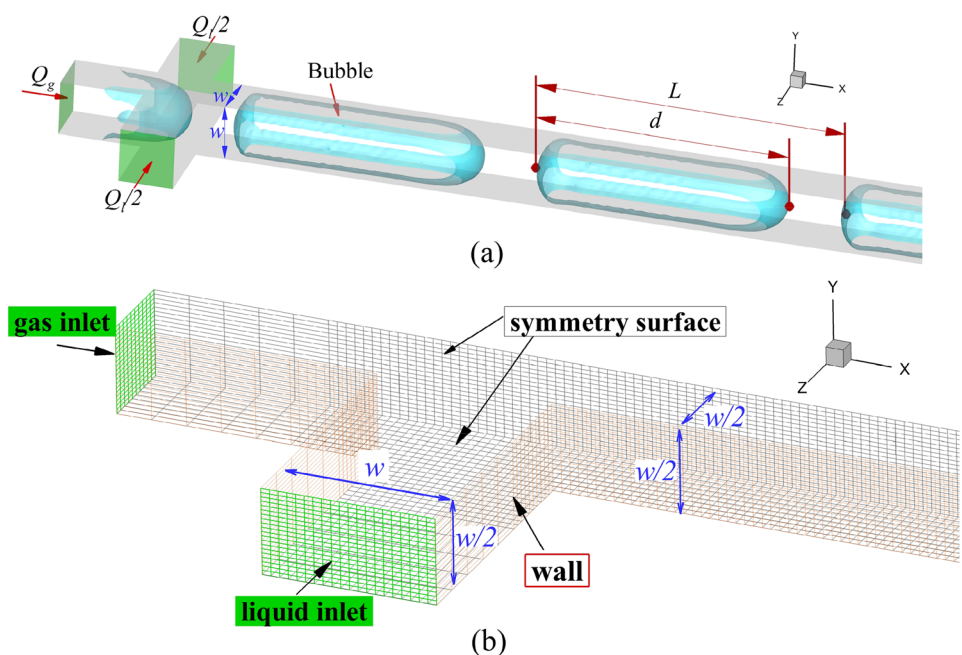 Q_l/2
Q_g
Bubble
w
w
L
d
Y
Z
X
Q_l/2
(a)
gas inlet
symmetry surface
Y
X
Z
w/2
w
w/2
w/2
wall
liquid inlet
(b)